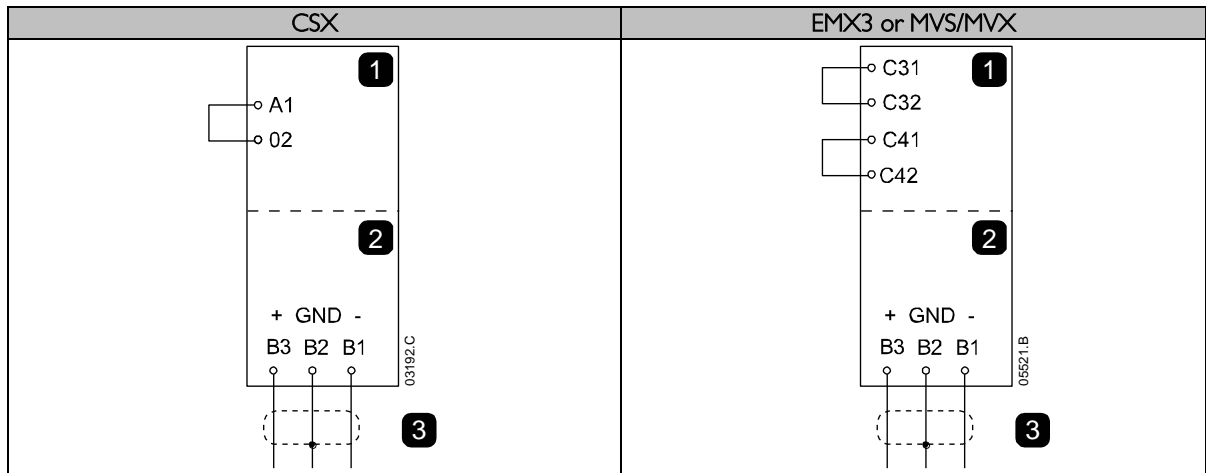 CSX
EMX3 or MVS/MVX
1
A1
02
2
+ GND -
B3 B2 B1
03192.C
3
1
C31
C32
C41
C42
2
+ GND -
B3 B2 B1
05521.B
3